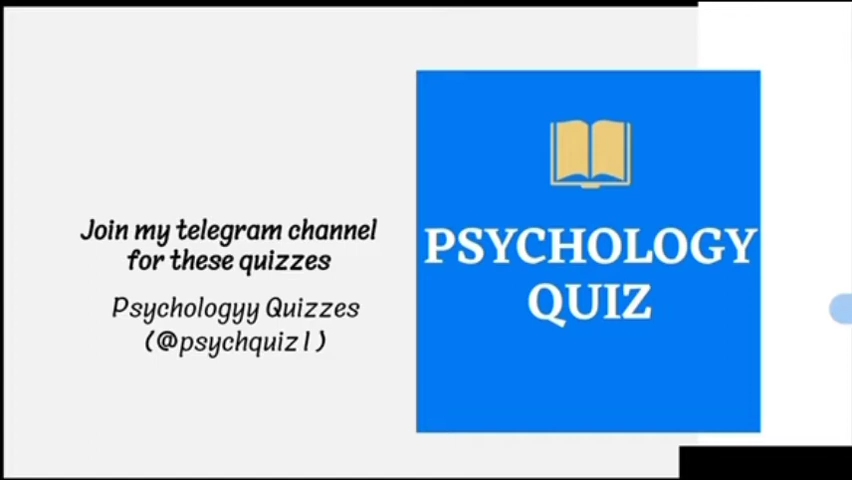 Join my telegram channel
for these quizzes
Psychologyy Quizzes
(@psychquiz1)
PSYCHOLOGY
QUIZ